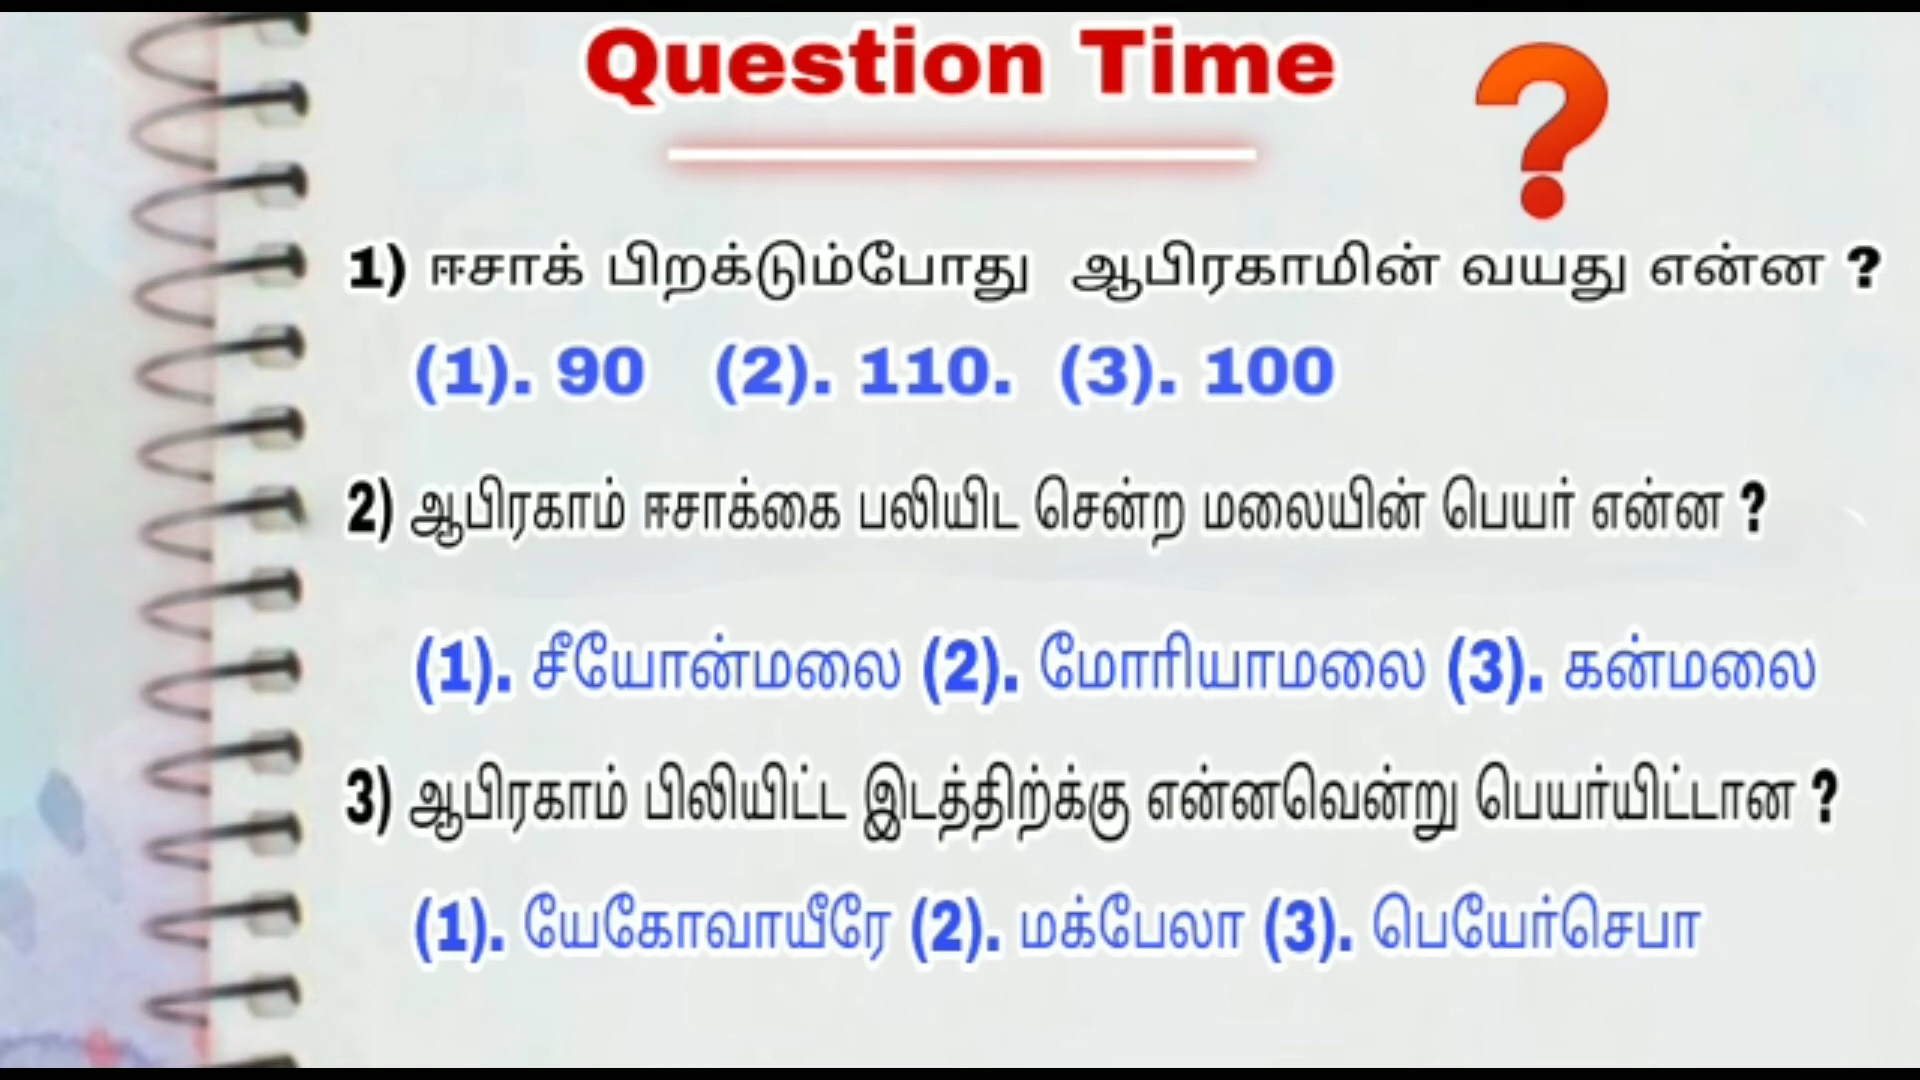 Question Time
?
1) ஈசாக் பிறக்டும்போது ஆபிரகாமின் வயது என்ன ?
(1). 90 (2). 110. (3). 100
2) ஆபிரகாம் ஈசாக்கை பலியிட சென்ற மலையின் பெயர் என்ன ?
(1). சீயோன்மலை (2). மோரியாமலை (3). கன்மலை
3) ஆபிரகாம் பிலியிட்ட இடத்திற்க்கு என்னவென்று பெயர்யிட்டான ?
(1). யேகோவாயீரே (2). மக்பேலா (3). பெயேர்செபா